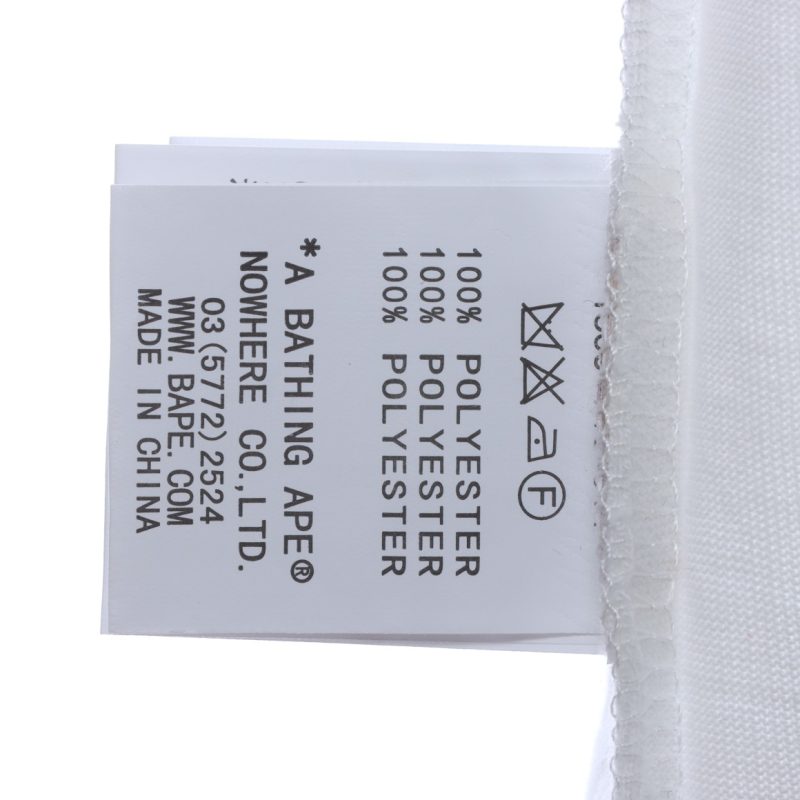 F
100% POLYESTER
100% POLYESTER
100% POLYESTER
*A BATHING APE®
NOWHERE CO.,LTD.
03(5772)2524
WWW.BAPE.COM
MADE IN CHINA